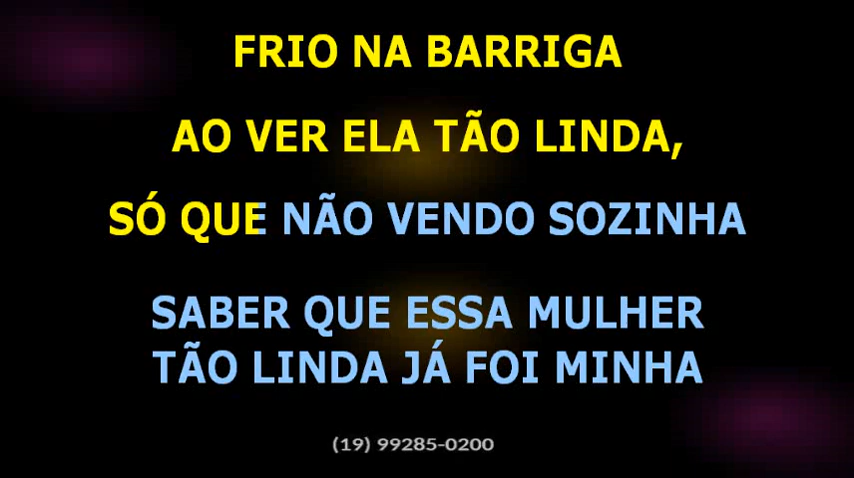 FRIO NA BARRIGA
AO VER ELA TÃO LINDA,
SÓ QUE NÃO VENDO SOZINHA
SABER QUE ESSA MULHER
TÃO LINDA JÁ FOI MINHA
(19) 99285-0200